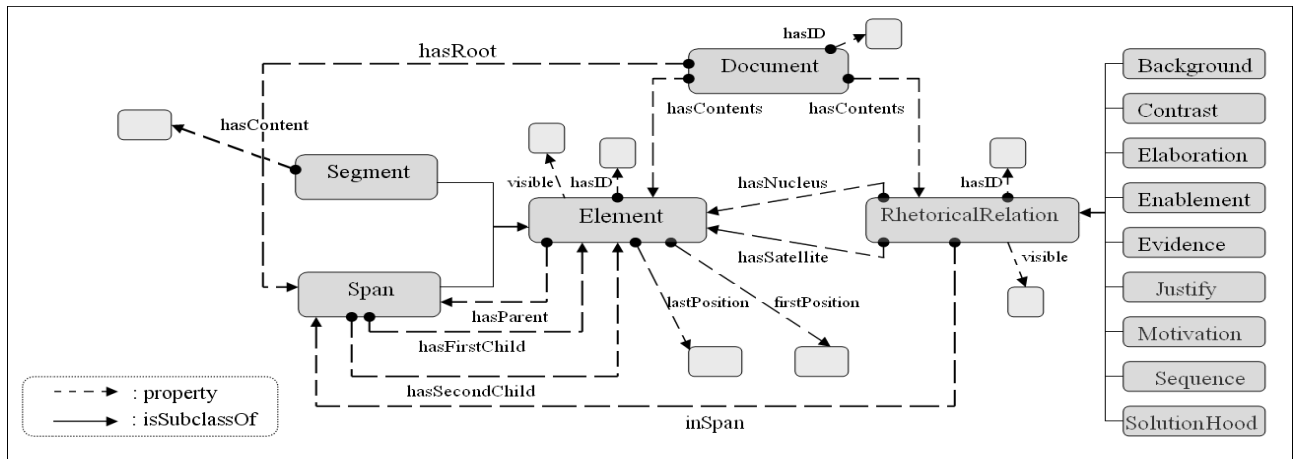 hasID
hasRoot
Document
Background
hasContents
hasContents
Contrast
hasContent
Segment
visible
hasID
hasNucleus
hasID
Elaboration
Element
RhetoricalRelation
Enablement
hasSatellite
Evidence
visible
Span
hasParent
lastPosition
firstPosition
Justify
hasFirstChild
Motivation
hasSecondChild
Sequence
: property
: isSubclassOf
inSpan
SolutionHood